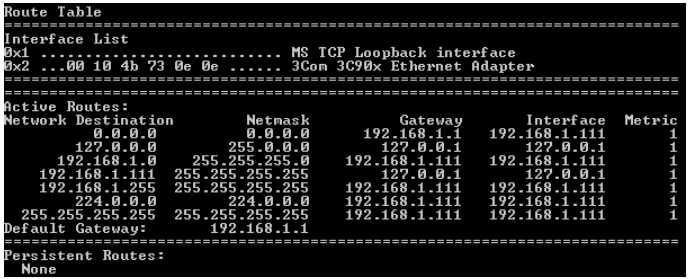 Route Table
===========================================================================
Interface List
0x1 ........................... MS TCP Loopback interface
0x2 ...00 10 4b 73 0e 0e ...... 3Com 3C90x Ethernet Adapter
===========================================================================
===========================================================================
Active Routes:
Network Destination        Netmask          Gateway       Interface  Metric
          0.0.0.0          0.0.0.0      192.168.1.1   192.168.1.111       1
        127.0.0.0        255.0.0.0        127.0.0.1       127.0.0.1       1
      192.168.1.0    255.255.255.0    192.168.1.111   192.168.1.111       1
    192.168.1.111  255.255.255.255        127.0.0.1       127.0.0.1       1
    192.168.1.255  255.255.255.255    192.168.1.111   192.168.1.111       1
        224.0.0.0        224.0.0.0    192.168.1.111   192.168.1.111       1
  255.255.255.255  255.255.255.255    192.168.1.111   192.168.1.111       1
Default Gateway:       192.168.1.1
===========================================================================
Persistent Routes:
  None